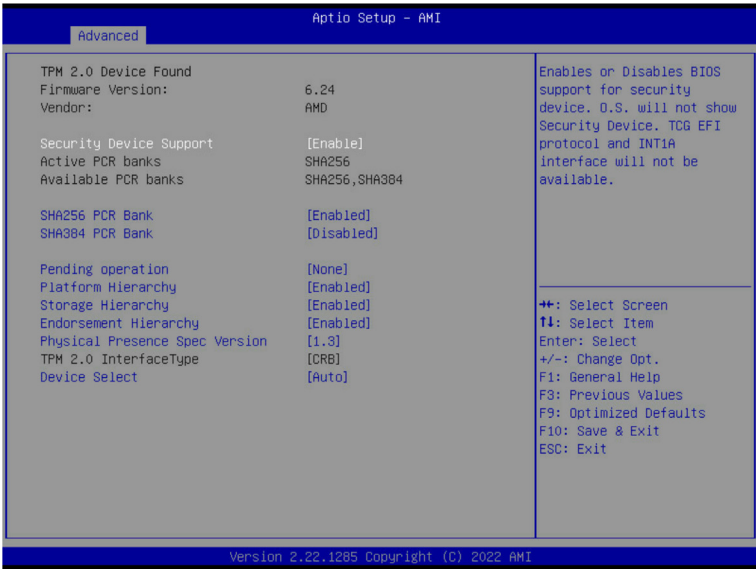 Aptio Setup – AMI
Advanced
TPM 2.0 Device Found
Firmware Version: 6.24
Vendor: AMD
Security Device Support [Enable]
Active PCR banks SHA256
Available PCR banks SHA256,SHA384
SHA256 PCR Bank [Enabled]
SHA384 PCR Bank [Disabled]
Pending operation [None]
Platform Hierarchy [Enabled]
Storage Hierarchy [Enabled]
Endorsement Hierarchy [Enabled]
Physical Presence Spec Version [1.3]
TPM 2.0 InterfaceType [CRB]
Device Select [Auto]
Enables or Disables BIOS
support for security
device. O.S. will not show
Security Device. TCG EFI
protocol and INT1A
interface will not be
available.
→←: Select Screen
↑↓: Select Item
Enter: Select
+/-: Change Opt.
F1: General Help
F3: Previous Values
F9: Optimized Defaults
F10: Save & Exit
ESC: Exit
Version 2.22.1285 Copyright (C) 2022 AMI